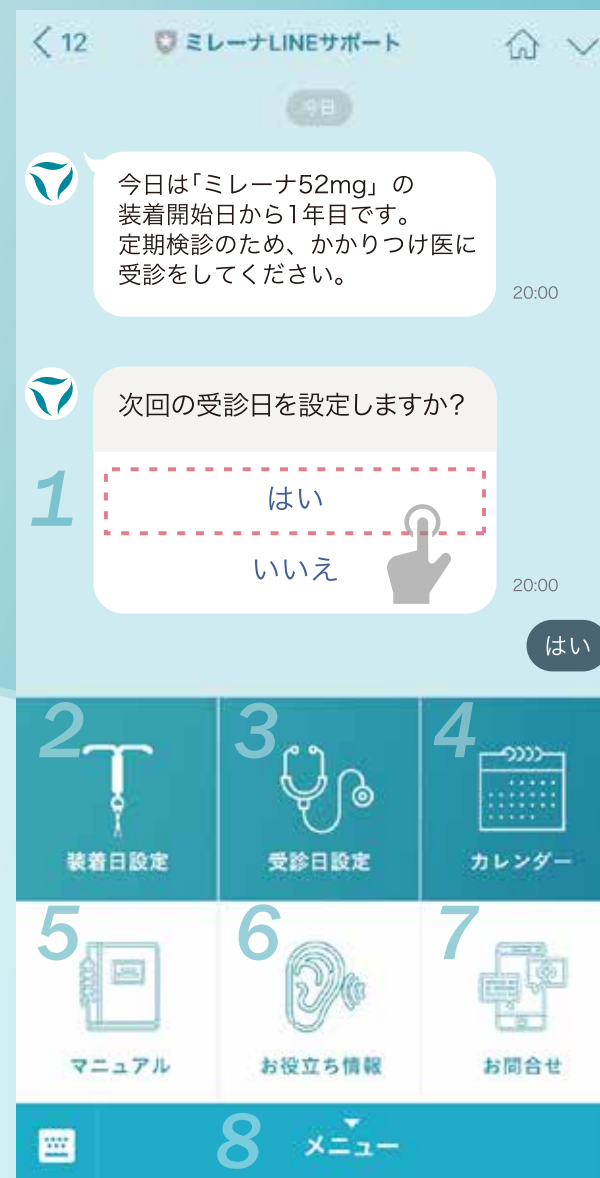 12
ミレーナLINEサポート
今日
今日は「ミレーナ52mg」の
装着開始日から1年目です。
定期検診のため、かかりつけ医に
受診をしてください。
20:00
次回の受診日を設定しますか?
1
はい
いいえ
20:00
はい
2
装着日設定
3
受診日設定
4
カレンダー
5
マニュアル
6
お役立ち情報
7
お問合せ
8
メニュー